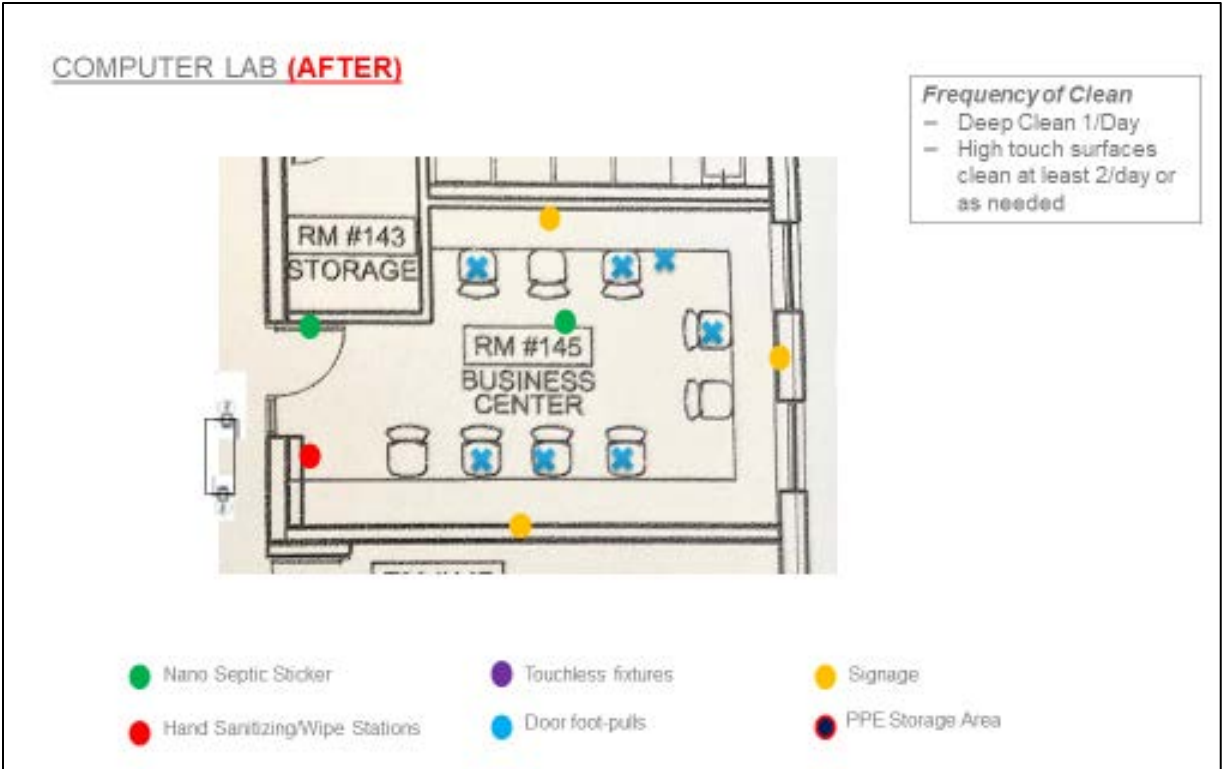 COMPUTER LAB (AFTER)
Frequency of Clean
– Deep Clean 1/Day
– High touch surfaces
clean at least 2/day or
as needed
RM #143
STORAGE
RM #145
BUSINESS
CENTER
Nano Septic Sticker
Touchless fixtures
Signage
Hand Sanitizing/Wipe Stations
Door foot-pulls
PPE Storage Area